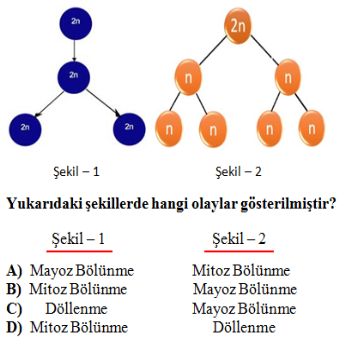 2n
2n
2n
2n
2n
n
n
n
n
n
n
Şekil – 1
Şekil – 2
Yukarıdaki şekillerde hangi olaylar gösterilmiştir?
Şekil – 1
Şekil – 2
A) Mayoz Bölünme Mitoz Bölünme
B) Mitoz Bölünme Mayoz Bölünme
C) Döllenme Mayoz Bölünme
D) Mitoz Bölünme Döllenme